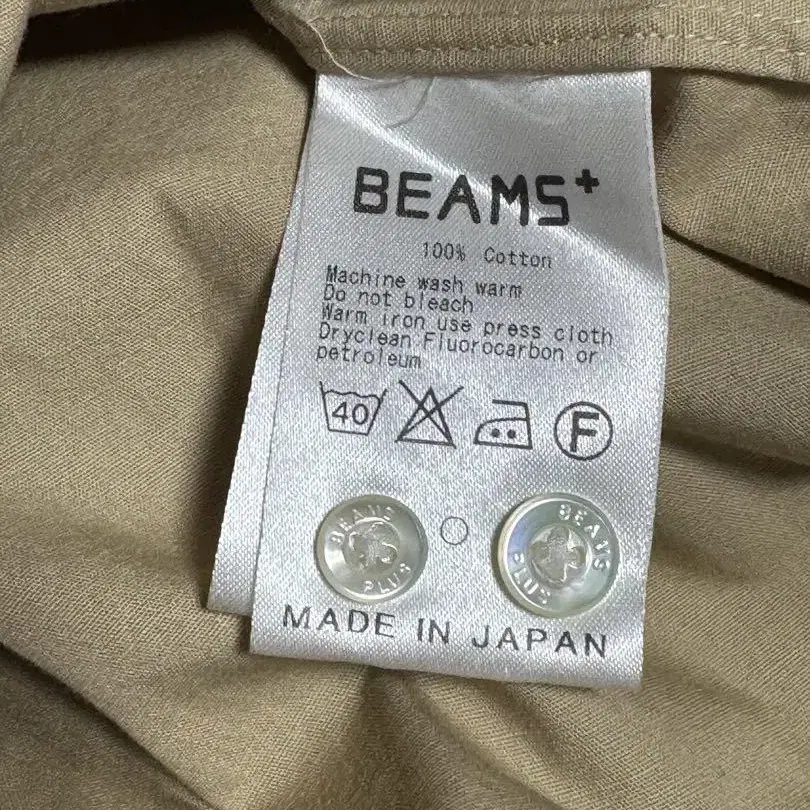 BEAMS+
100% Cotton
Machine wash warm
Do not bleach
Warm iron use press cloth
Dryclean Fluorocarbon or
petroleum
40
F
BEAMS
PLUS
BEAMS
PLUS
MADE IN JAPAN